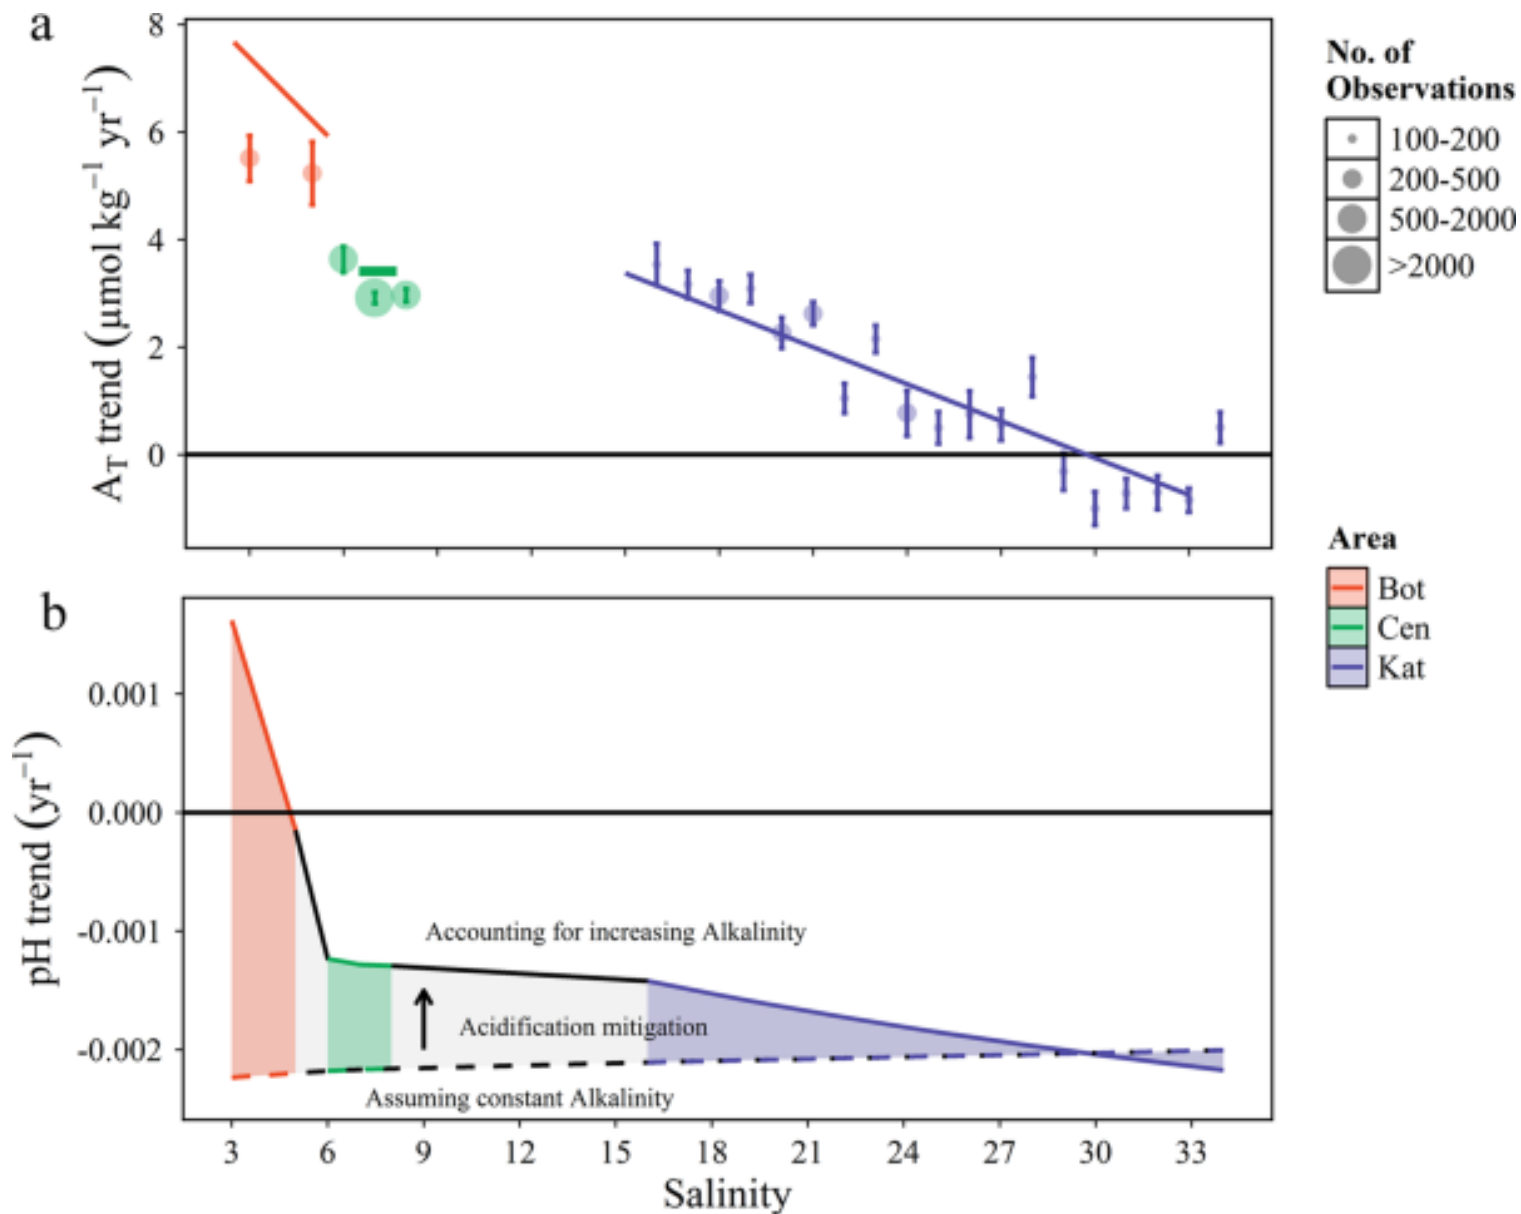 a
8
6
4
2
0
A_T trend (μmol kg⁻¹ yr⁻¹)
No. of
Observations
100-200
200-500
500-2000
>2000
Area
Bot
Cen
Kat
b
0.001
0.000
-0.001
-0.002
pH trend (yr⁻¹)
Accounting for increasing Alkalinity
Acidification mitigation
Assuming constant Alkalinity
3 6 9 12 15 18 21 24 27 30 33
Salinity